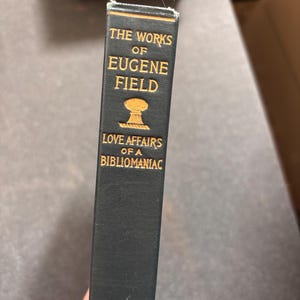 THE WORKS
OF
EUGENE
FIELD
LOVE AFFAIRS
OF A
BIBLIOMANIAC